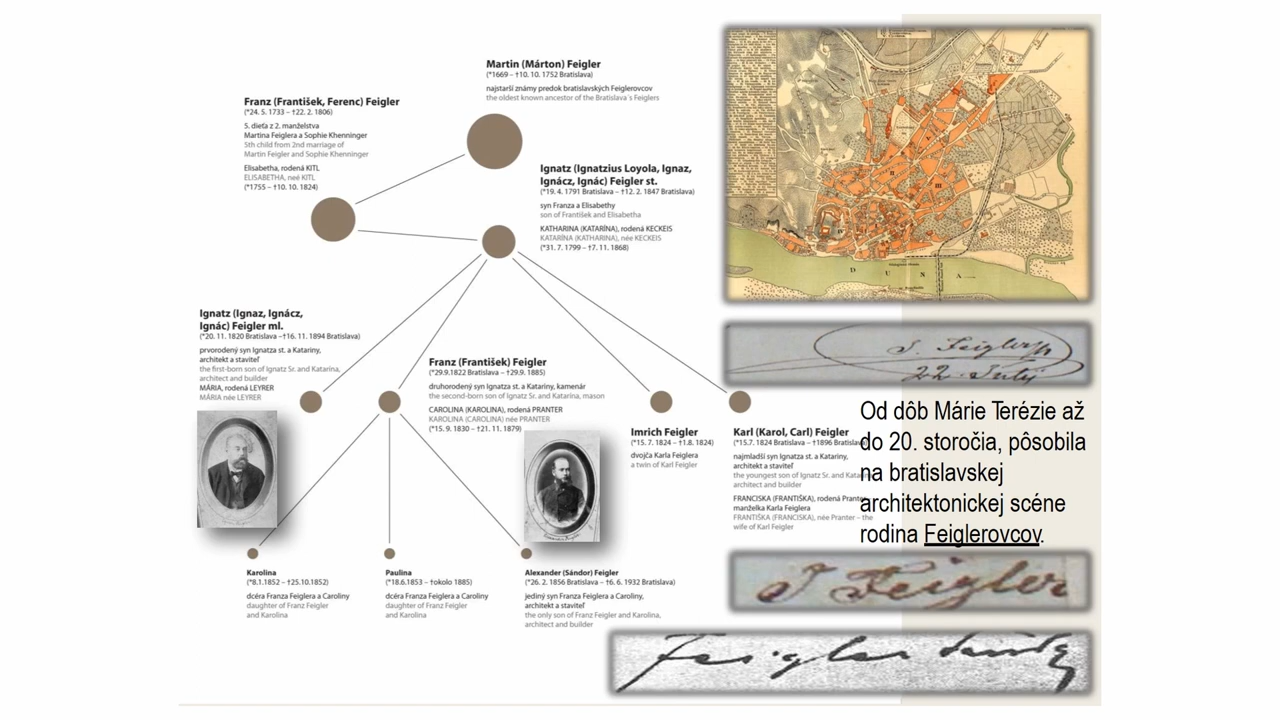 Martin (Márton) Feigler
(*1669 – †10. 10. 1752 Bratislava)
najstarší známy predok bratislavských Feiglerovcov
the oldest known ancestor of the Bratislava´s Feiglers
Franz (František, Ferenc) Feigler
(*24. 5. 1733 – †22. 2. 1806)
5. dieťa z 2. manželstva
Martina Feiglera a Sophie Khenninger
5th child from 2nd marriage of
Martin Feigler and Sophie Khenninger
Elisabetha, rodená KITL
ELISABETHA, neé KITL
(*1755 – †10. 10. 1824)
Ignatz (Ignatzius Loyola, Ignaz,
Ignácz, Ignác) Feigler st.
(*19. 4. 1791 Bratislava – †12. 2. 1847 Bratislava)
syn Franza a Elisabethy
son of František and Elisabetha
KATHARINA (KATARÍNA), rodená KECKEIS
KATARÍNA (KATHARINA), née KECKEIS
(*31. 7. 1799 – †7. 11. 1868)
Ignatz (Ignaz, Ignácz,
Ignác) Feigler ml.
(*20. 11. 1820 Bratislava –†16. 11. 1894 Bratislava)
prvorodený syn Ignatza st. a Kataríny,
architekt a staviteľ
the first-born son of Ignatz Sr. and Katarína,
architect and builder
MÁRIA, rodená LEYRER
MÁRIA née LEYRER
Franz (František) Feigler
(*29.9.1822 Bratislava – †29.9. 1885)
druhorodený syn Ignatza st. a Kataríny, kamenár
the second-born son of Ignatz Sr. and Katarína, mason
CAROLINA (KAROLINA), rodená PRANTER
KAROLINA (CAROLINA) née PRANTER
(*15. 9. 1830 – †21. 11. 1879)
Imrich Feigler
(*15. 7. 1824 – †1.8. 1824)
dvojča Karla Feiglera
a twin of Karl Feigler
Karl (Karol, Carl) Feigler
(*15.7. 1824 Bratislava – †1896 Bratislava)
najmladší syn Ignatza st. a Kataríny,
architekt a staviteľ
the youngest son of Ignatz Sr. and Katarína,
architect and builder
FRANCISKA (FRANTIŠKA), rodená Pranter
manželka Karla Feiglera
FRANTIŠKA (FRANCISKA), née Pranter – the
wife of Karl Feigler
Karolina
(*8.1.1852 – †25.10.1852)
dcéra Franza Feiglera a Caroliny
daughter of Franz Feigler
and Karolina
Paulina
(*18.6.1853 – †okolo 1885)
dcéra Franza Feiglera a Caroliny
daughter of Franz Feigler
and Karolina
Alexander (Sándor) Feigler
(*26. 2. 1856 Bratislava – †6. 6. 1932 Bratislava)
jediný syn Franza Feiglera a Caroliny,
architekt a staviteľ
the only son of Franz Feigler and Karolina,
architect and builder
D U N A
I Feigler
22 July
Od dôb Márie Terézie až
do 20. storočia, pôsobila
na bratislavskej
architektonickej scéne
rodina Feiglerovcov.
I Feigler
Feigler